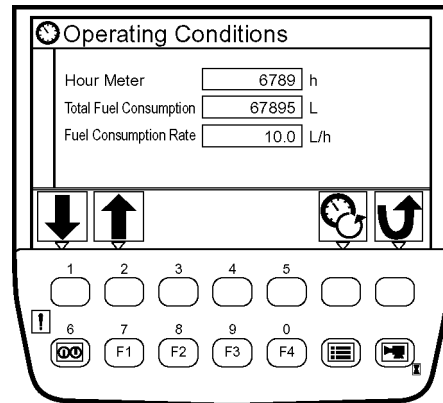 Operating Conditions
Hour Meter 6789 h
Total Fuel Consumption 67895 L
Fuel Consumption Rate 10.0 L/h
1 2 3 4 5
! 6 7 8 9 0
F1 F2 F3 F4